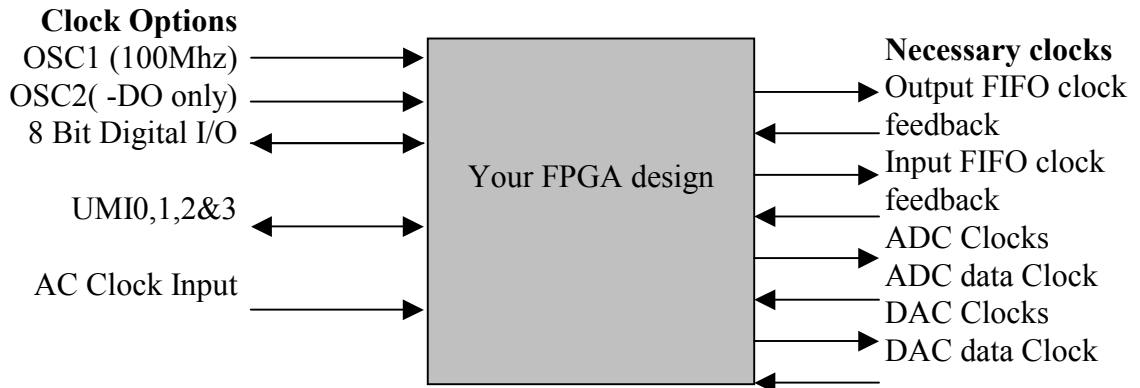 Clock Options
OSC1 (100Mhz)
OSC2( -DO only)
8 Bit Digital I/O
UMI0,1,2&3
AC Clock Input
Your FPGA design
Necessary clocks
Output FIFO clock
feedback
Input FIFO clock
feedback
ADC Clocks
ADC data Clock
DAC Clocks
DAC data Clock